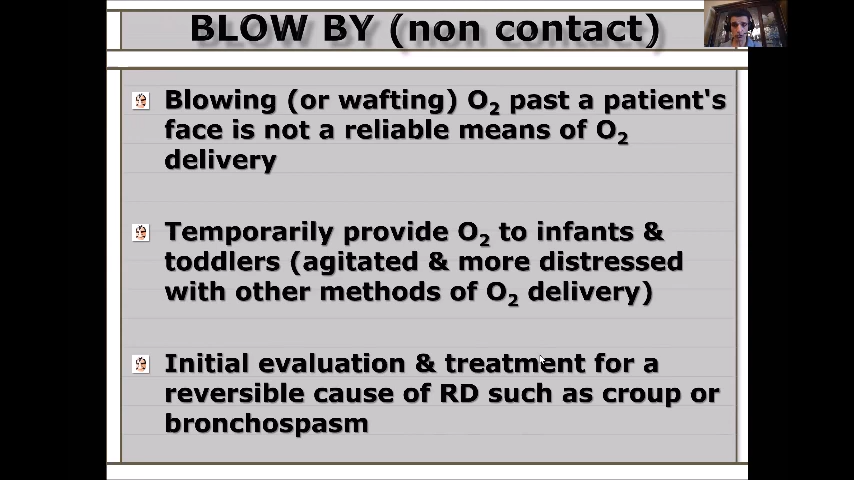 BLOW BY (non contact)
Blowing (or wafting) O₂ past a patient's
face is not a reliable means of O₂
delivery
Temporarily provide O₂ to infants &
toddlers (agitated & more distressed
with other methods of O₂ delivery)
Initial evaluation & treatment for a
reversible cause of RD such as croup or
bronchospasm